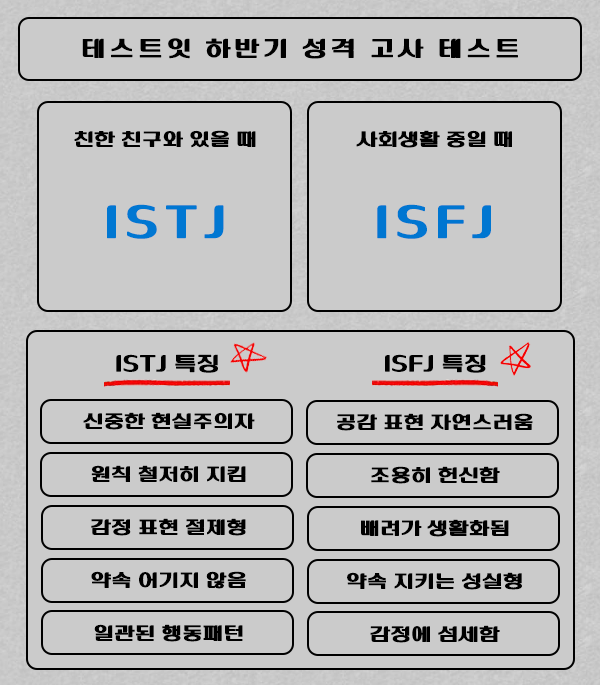 테스트잇 하반기 성격 고사 테스트
친한 친구와 있을 때
ISTJ
사회생활 중일 때
ISFJ
ISTJ 특징
신중한 현실주의자
원칙 철저히 지킴
감정 표현 절제형
약속 어기지 않음
일관된 행동패턴
ISFJ 특징
공감 표현 자연스러움
조용히 헌신함
배려가 생활화됨
약속 지키는 성실형
감정에 섬세함